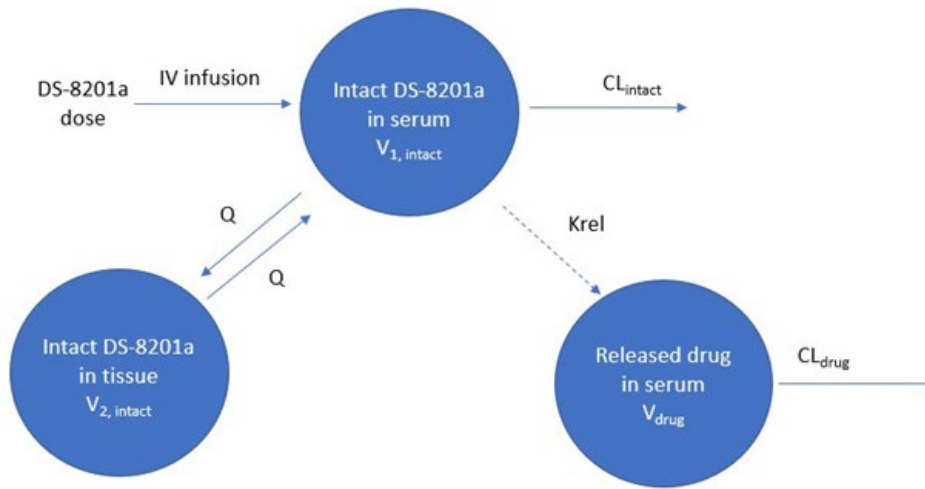 IV infusion
DS-8201a
dose
Intact DS-8201a
in serum
V1, intact
CLintact
Q
Q
Krel
Intact DS-8201a
in tissue
V2, intact
Released drug
in serum
Vdrug
CLdrug